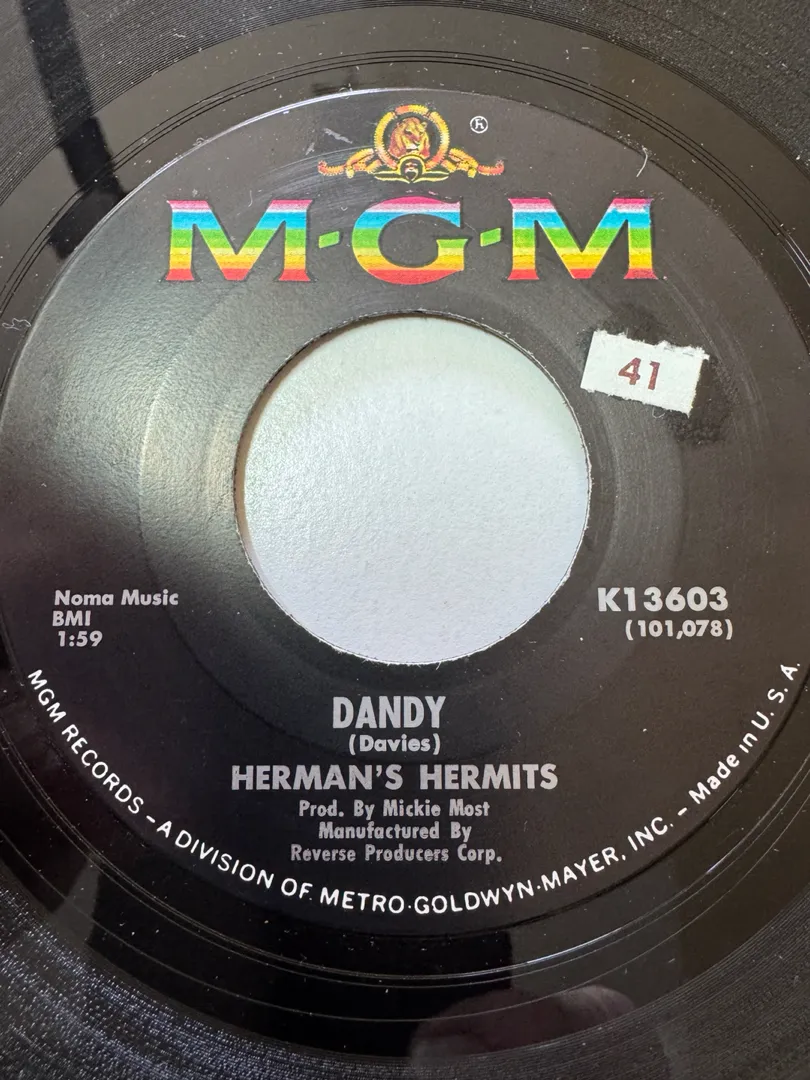 ®
M·G·M
41
Noma Music
BMI
1:59
K13603
(101,078)
DANDY
(Davies)
HERMAN'S HERMITS
Prod. By Mickie Most
Manufactured By
Reverse Producers Corp.
MGM RECORDS – A DIVISION OF METRO·GOLDWYN·MAYER, INC. – Made in U. S. A.